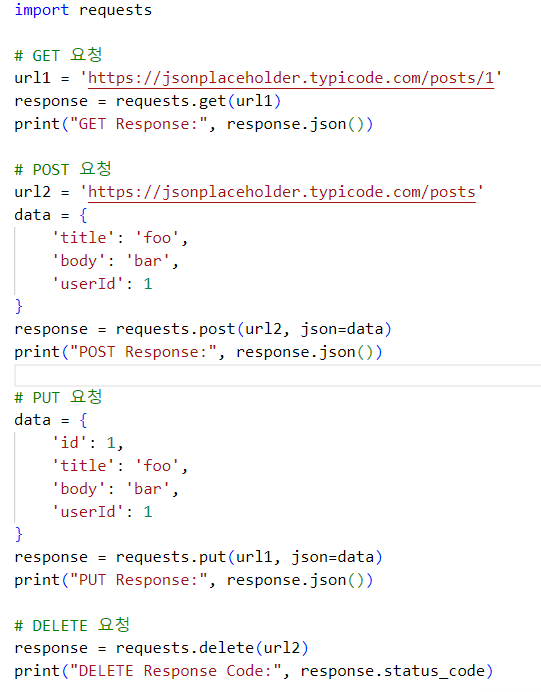 import requests
# GET 요청
url1 = 'https://jsonplaceholder.typicode.com/posts/1'
response = requests.get(url1)
print("GET Response:", response.json())
# POST 요청
url2 = 'https://jsonplaceholder.typicode.com/posts'
data = {
    'title': 'foo',
    'body': 'bar',
    'userId': 1
}
response = requests.post(url2, json=data)
print("POST Response:", response.json())
# PUT 요청
data = {
    'id': 1,
    'title': 'foo',
    'body': 'bar',
    'userId': 1
}
response = requests.put(url1, json=data)
print("PUT Response:", response.json())
# DELETE 요청
response = requests.delete(url2)
print("DELETE Response Code:", response.status_code)